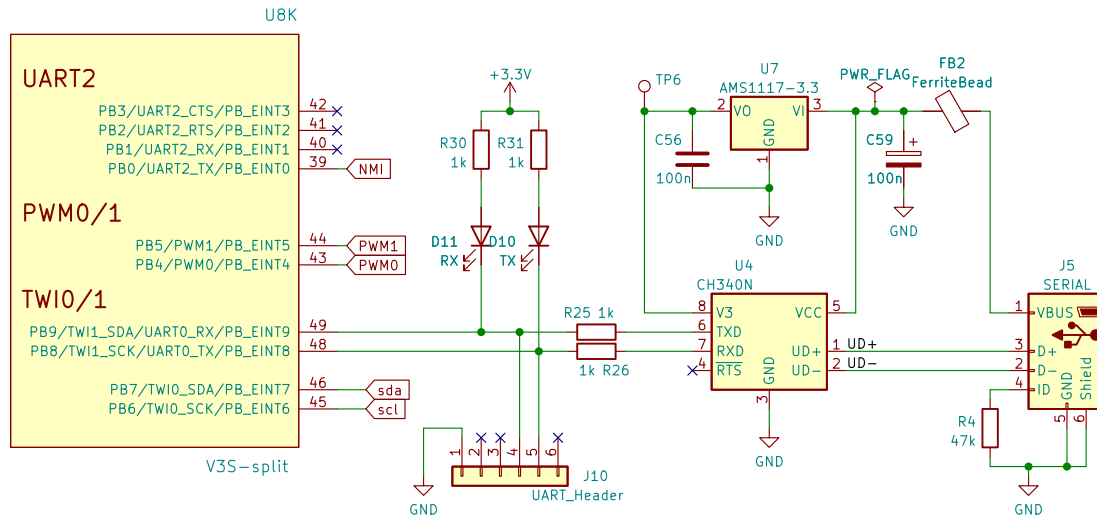 U8K
UART2
PB3/UART2_CTS/PB_EINT3 42
PB2/UART2_RTS/PB_EINT2 41
PB1/UART2_RX/PB_EINT1 40
PB0/UART2_TX/PB_EINT0 39 NMI
PWM0/1
PB5/PWM1/PB_EINT5 44 PWM1
PB4/PWM0/PB_EINT4 43 PWM0
TWI0/1
PB9/TWI1_SDA/UART0_RX/PB_EINT9 49
PB8/TWI1_SCK/UART0_TX/PB_EINT8 48
PB7/TWI0_SDA/PB_EINT7 46 sda
PB6/TWI0_SCK/PB_EINT6 45 scl
V3S-split
+3.3V
R30
1k
R31
1k
D11
RX
D10
TX
R25 1k
1k R26
GND
1 2 3 4 5 6
J10
UART_Header
TP6
U7
AMS1117-3.3
2 VO VI 3
GND
1
C56
100n
GND
PWR_FLAG
FB2
FerriteBead
C59
+
100n
GND
U4
CH340N
8 V3 VCC 5
6 TXD
7 RXD UD+ 1 UD+
4 RTS UD- 2 UD-
GND
3
GND
J5
SERIAL
1 VBUS
3 D+
2 D-
4 ID
GND
Shield
5 6
R4
47k
GND